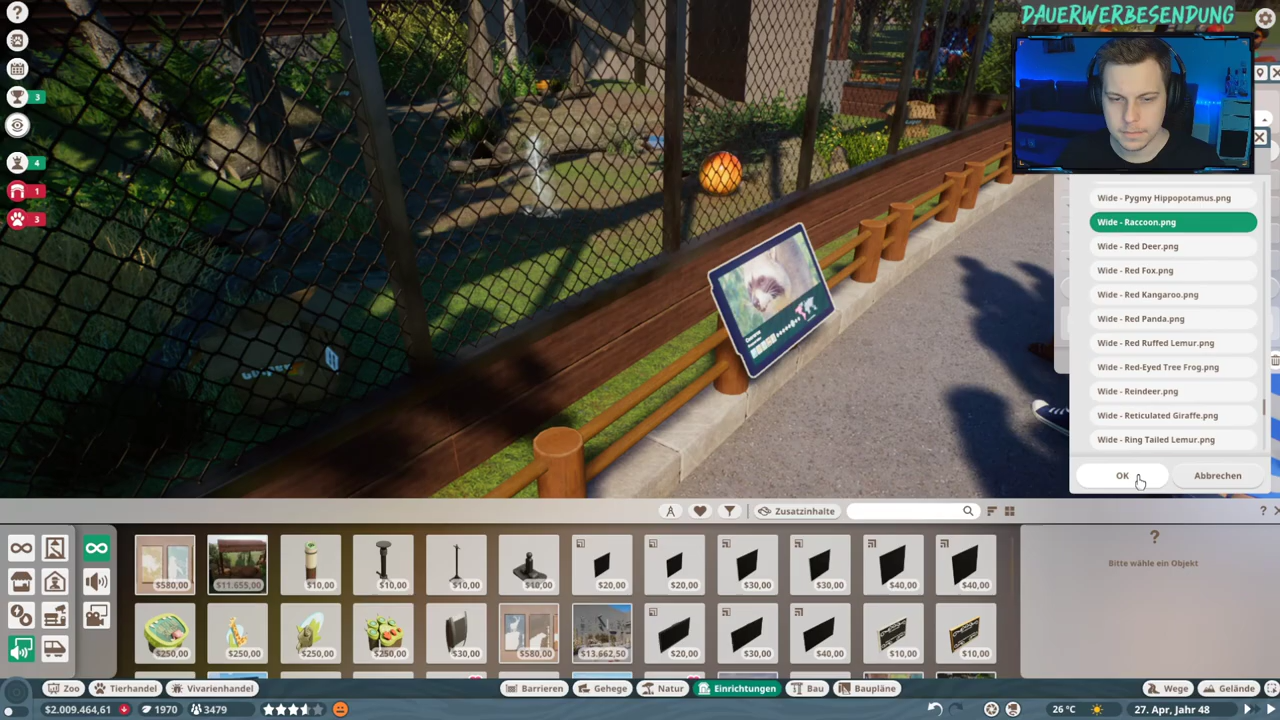 DAUERWERBESENDUNG
3
4
1
3
Wide - Pygmy Hippopotamus.png
Wide - Raccoon.png
Wide - Red Deer.png
Wide - Red Fox.png
Wide - Red Kangaroo.png
Wide - Red Panda.png
Wide - Red Ruffed Lemur.png
Wide - Red-Eyed Tree Frog.png
Wide - Reindeer.png
Wide - Reticulated Giraffe.png
Wide - Ring Tailed Lemur.png
OK Abbrechen
Zusatzinhalte
?
Bitte wähle ein Objekt
$580,00 $11.655,00 $10,00 $10,00 $10,00 $10,00 $20,00 $20,00 $30,00 $30,00 $40,00 $40,00
$250,00 $250,00 $250,00 $250,00 $30,00 $580,00 $13.662,50 $20,00 $30,00 $40,00 $10,00 $10,00
Zoo Tierhandel Vivarienhandel Barrieren Gehege Natur Einrichtungen Bau Baupläne Wege Gelände
$2.009.464,61 1970 3479 26 °C 27. Apr, Jahr 48